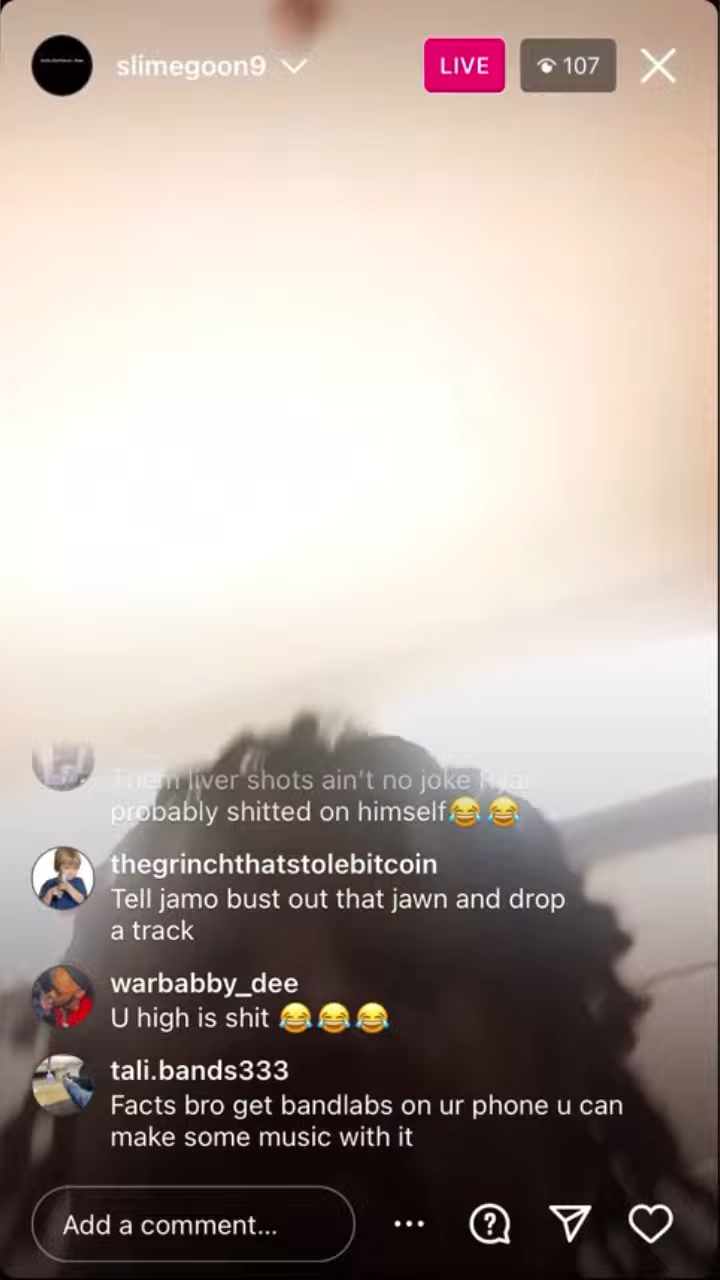 slimegoon9
LIVE
107
Them liver shots ain't no joke Ryan
probably shitted on himself😂 😂
thegrinchthatstolebitcoin
Tell jamo bust out that jawn and drop
a track
warbabby_dee
U high is shit 😂😂😂
tali.bands333
Facts bro get bandlabs on ur phone u can
make some music with it
Add a comment...